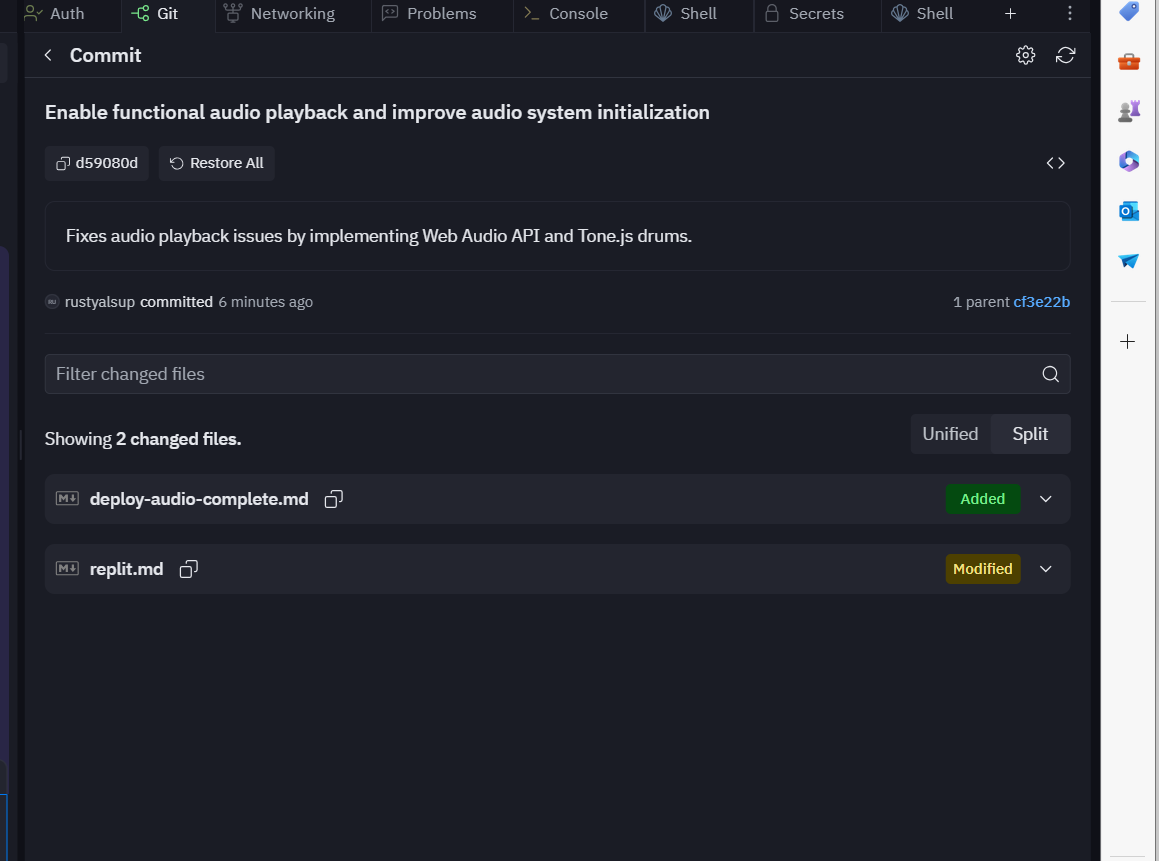 Auth Git Networking Problems Console Shell Secrets Shell
Commit
Enable functional audio playback and improve audio system initialization
d59080d Restore All
Fixes audio playback issues by implementing Web Audio API and Tone.js drums.
rustyalsup committed 6 minutes ago 1 parent cf3e22b
Filter changed files
Showing 2 changed files. Unified Split
deploy-audio-complete.md Added
replit.md Modified